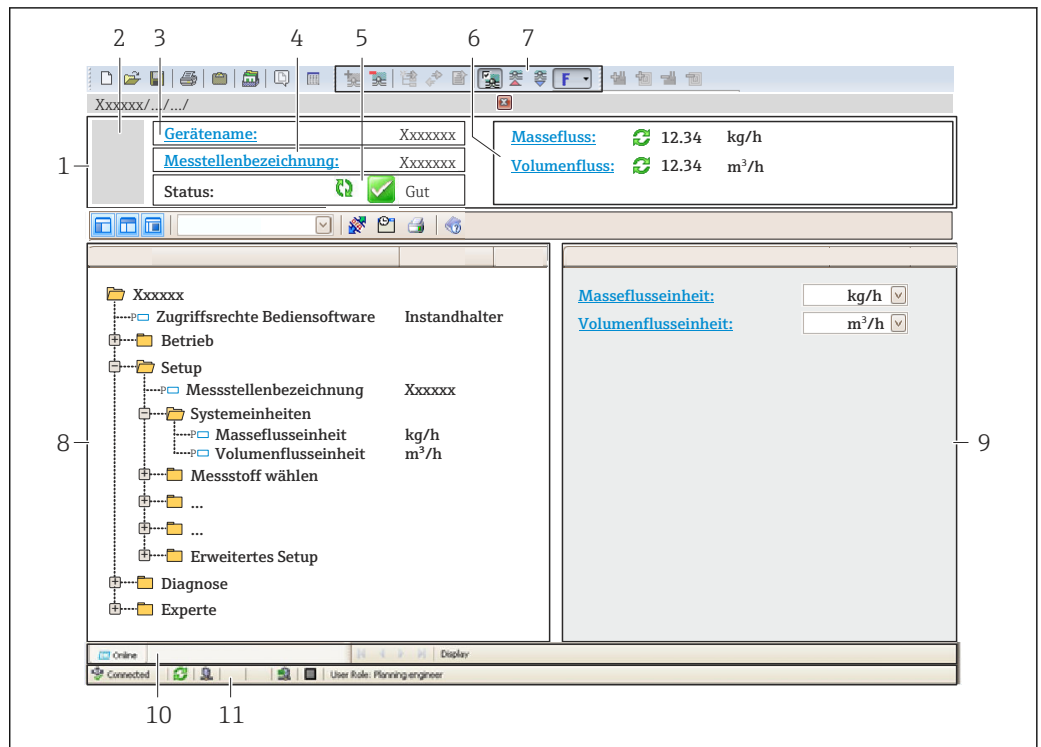 2 3 4 5 6 7
F
Xxxxxx/.../.../
1
Gerätename: Xxxxxxx
Messtellenbezeichnung: Xxxxxxx
Status: Gut
Massefluss: 12.34 kg/h
Volumenfluss: 12.34 m³/h
Xxxxxx
Zugriffsrechte Bediensoftware Instandhalter
Betrieb
Setup
Messstellenbezeichnung Xxxxxx
Systemeinheiten
Masseflusseinheit kg/h
Volumenflusseinheit m³/h
Messstoff wählen
...
...
Erweitertes Setup
Diagnose
Experte
Masseflusseinheit: kg/h
Volumenflusseinheit: m³/h
8
9
Online Display
Connected User Role: Planning engineer
10 11